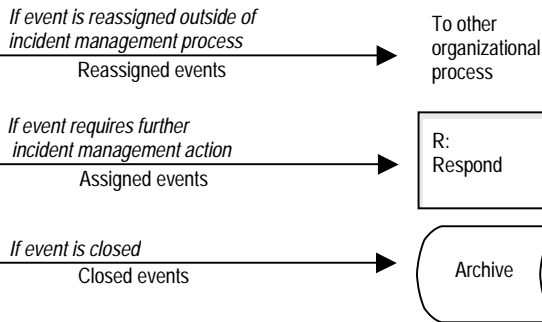 If event is reassigned outside of
incident management process
Reassigned events
To other
organizational
process
If event requires further
incident management action
Assigned events
R:
Respond
If event is closed
Closed events
Archive